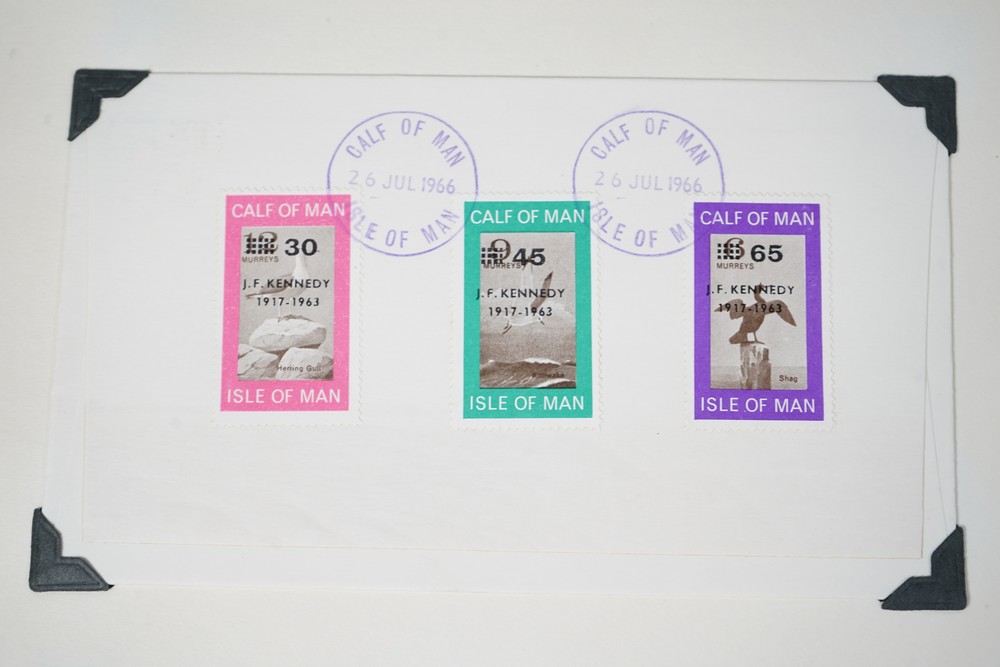 CALF OF MAN
26 JUL 1966
ISLE OF MAN
CALF OF MAN
26 JUL 1966
ISLE OF MAN
CALF OF MAN
30
MURREYS
J.F. KENNEDY
1917-1963
Herring Gull
ISLE OF MAN
CALF OF MAN
9 45
MURREYS
J.F. KENNEDY
1917-1963
ISLE OF MAN
CALF OF MAN
6 65
MURREYS
J.F. KENNEDY
1917-1963
Shag
ISLE OF MAN